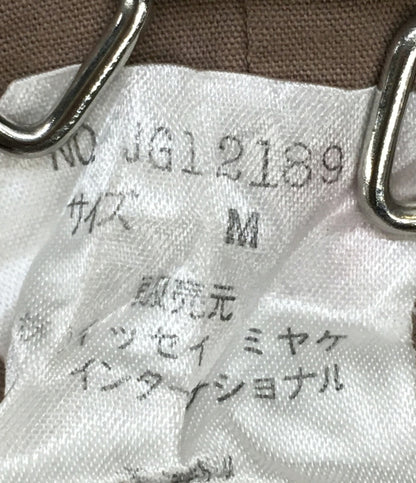 NO JG12189
サイズ M
販売元
㈱イッセイ ミヤケ
インターナショナル